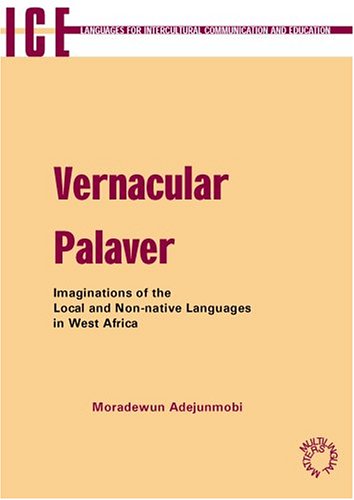 ICE
LANGUAGES FOR INTERCULTURAL COMMUNICATION AND EDUCATION
Vernacular
Palaver
Imaginations of the
Local and Non-native Languages
in West Africa
Moradewun Adejunmobi
MULTILINGUAL
MATTERS